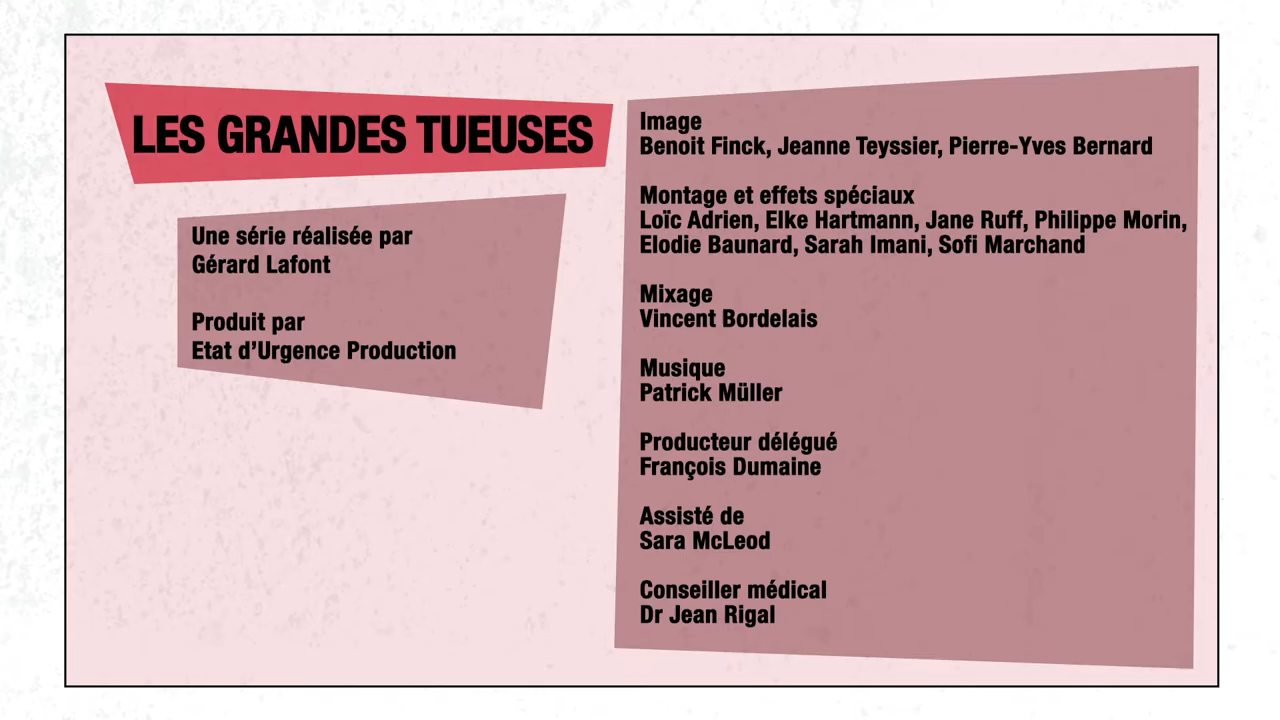 LES GRANDES TUEUSES
Une série réalisée par
Gérard Lafont
Produit par
Etat d’Urgence Production
Image
Benoit Finck, Jeanne Teyssier, Pierre-Yves Bernard
Montage et effets spéciaux
Loïc Adrien, Elke Hartmann, Jane Ruff, Philippe Morin,
Elodie Baunard, Sarah Imani, Sofi Marchand
Mixage
Vincent Bordelais
Musique
Patrick Müller
Producteur délégué
François Dumaine
Assisté de
Sara McLeod
Conseiller médical
Dr Jean Rigal